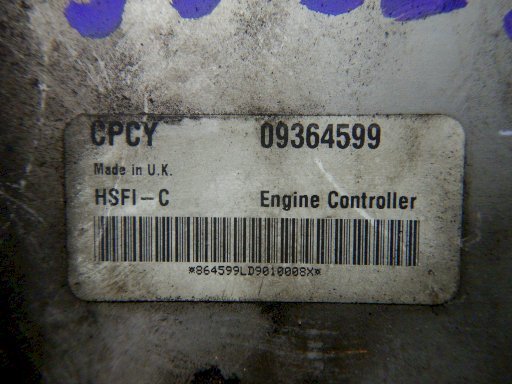 CPCY 09364599
Made in U.K.
HSFI-C Engine Controller
*864599LD9010008X*